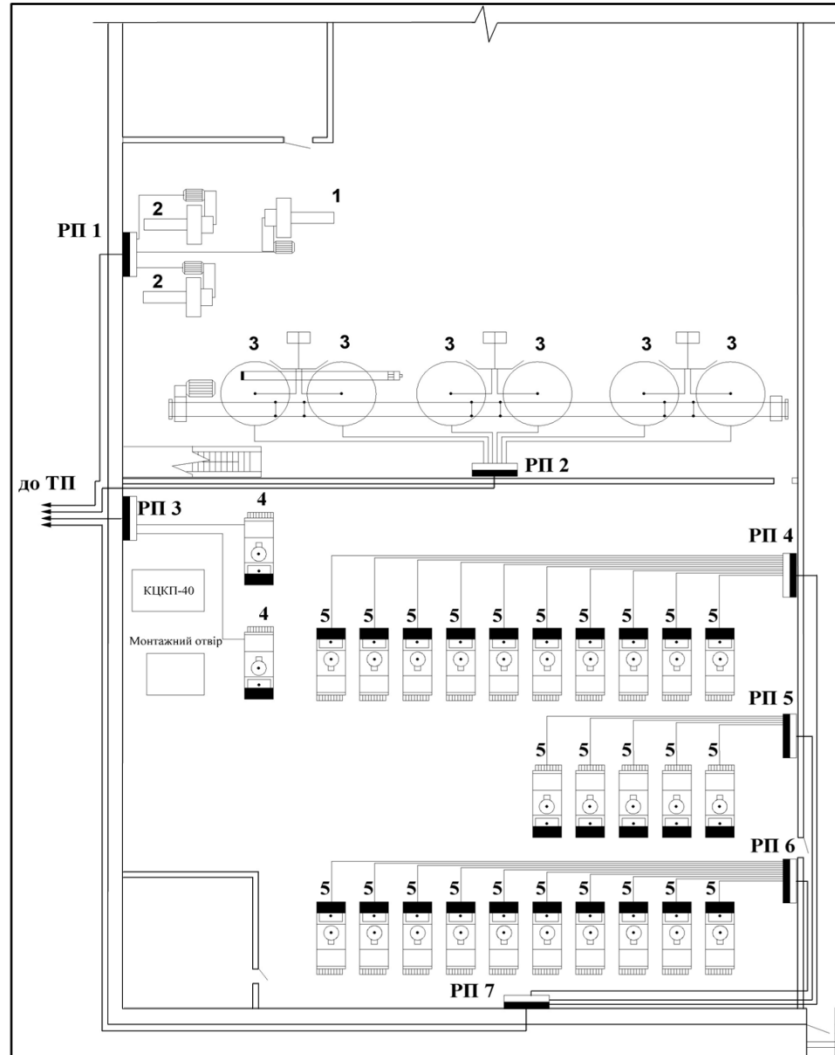 1
2
РП 1
2
3 3 3 3 3 3
РП 2
до ТП
РП 3
4
РП 4
КЦКП-40
4
5 5 5 5 5 5 5 5 5 5
Монтажний отвір
РП 5
5 5 5 5 5
РП 6
5 5 5 5 5 5 5 5 5 5
РП 7